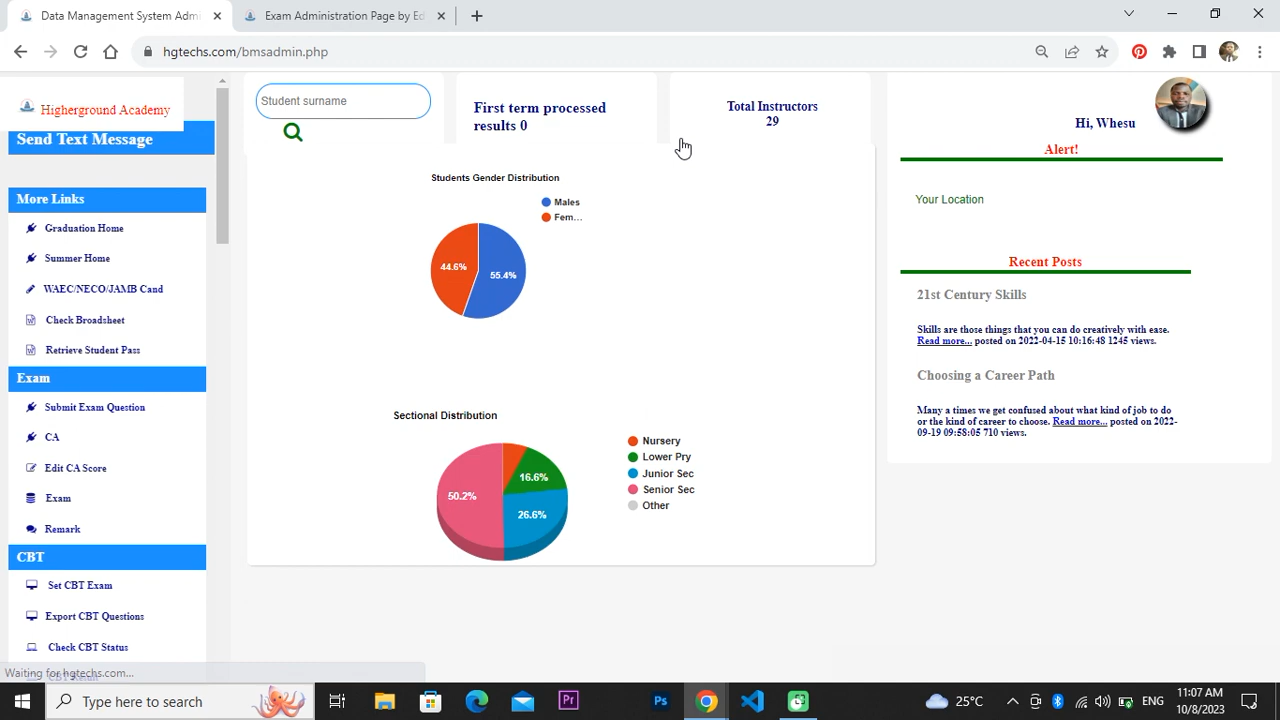 Data Management System Admi
Exam Administration Page by Ed
hgtechs.com/bmsadmin.php
Higherground Academy
Send Text Message
More Links
Graduation Home
Summer Home
WAEC/NECO/JAMB Cand
Check Broadsheet
Retrieve Student Pass
Exam
Submit Exam Question
CA
Edit CA Score
Exam
Remark
CBT
Set CBT Exam
Export CBT Questions
Check CBT Status
Waiting for hgtechs.com...
Student surname
First term processed
results 0
Total Instructors
29
Students Gender Distribution
Males
Fem...
44.6%
55.4%
Sectional Distribution
Nursery
Lower Pry
Junior Sec
Senior Sec
Other
16.6%
50.2%
26.6%
Hi, Whesu
Alert!
Your Location
Recent Posts
21st Century Skills
Skills are those things that you can do creatively with ease.
Read more... posted on 2022-04-15 10:16:48 1245 views.
Choosing a Career Path
Many a times we get confused about what kind of job to do
or the kind of career to choose. Read more... posted on 2022-
09-19 09:58:05 710 views.
Type here to search
Pr
Ps
25°C
ENG
11:07 AM
10/8/2023